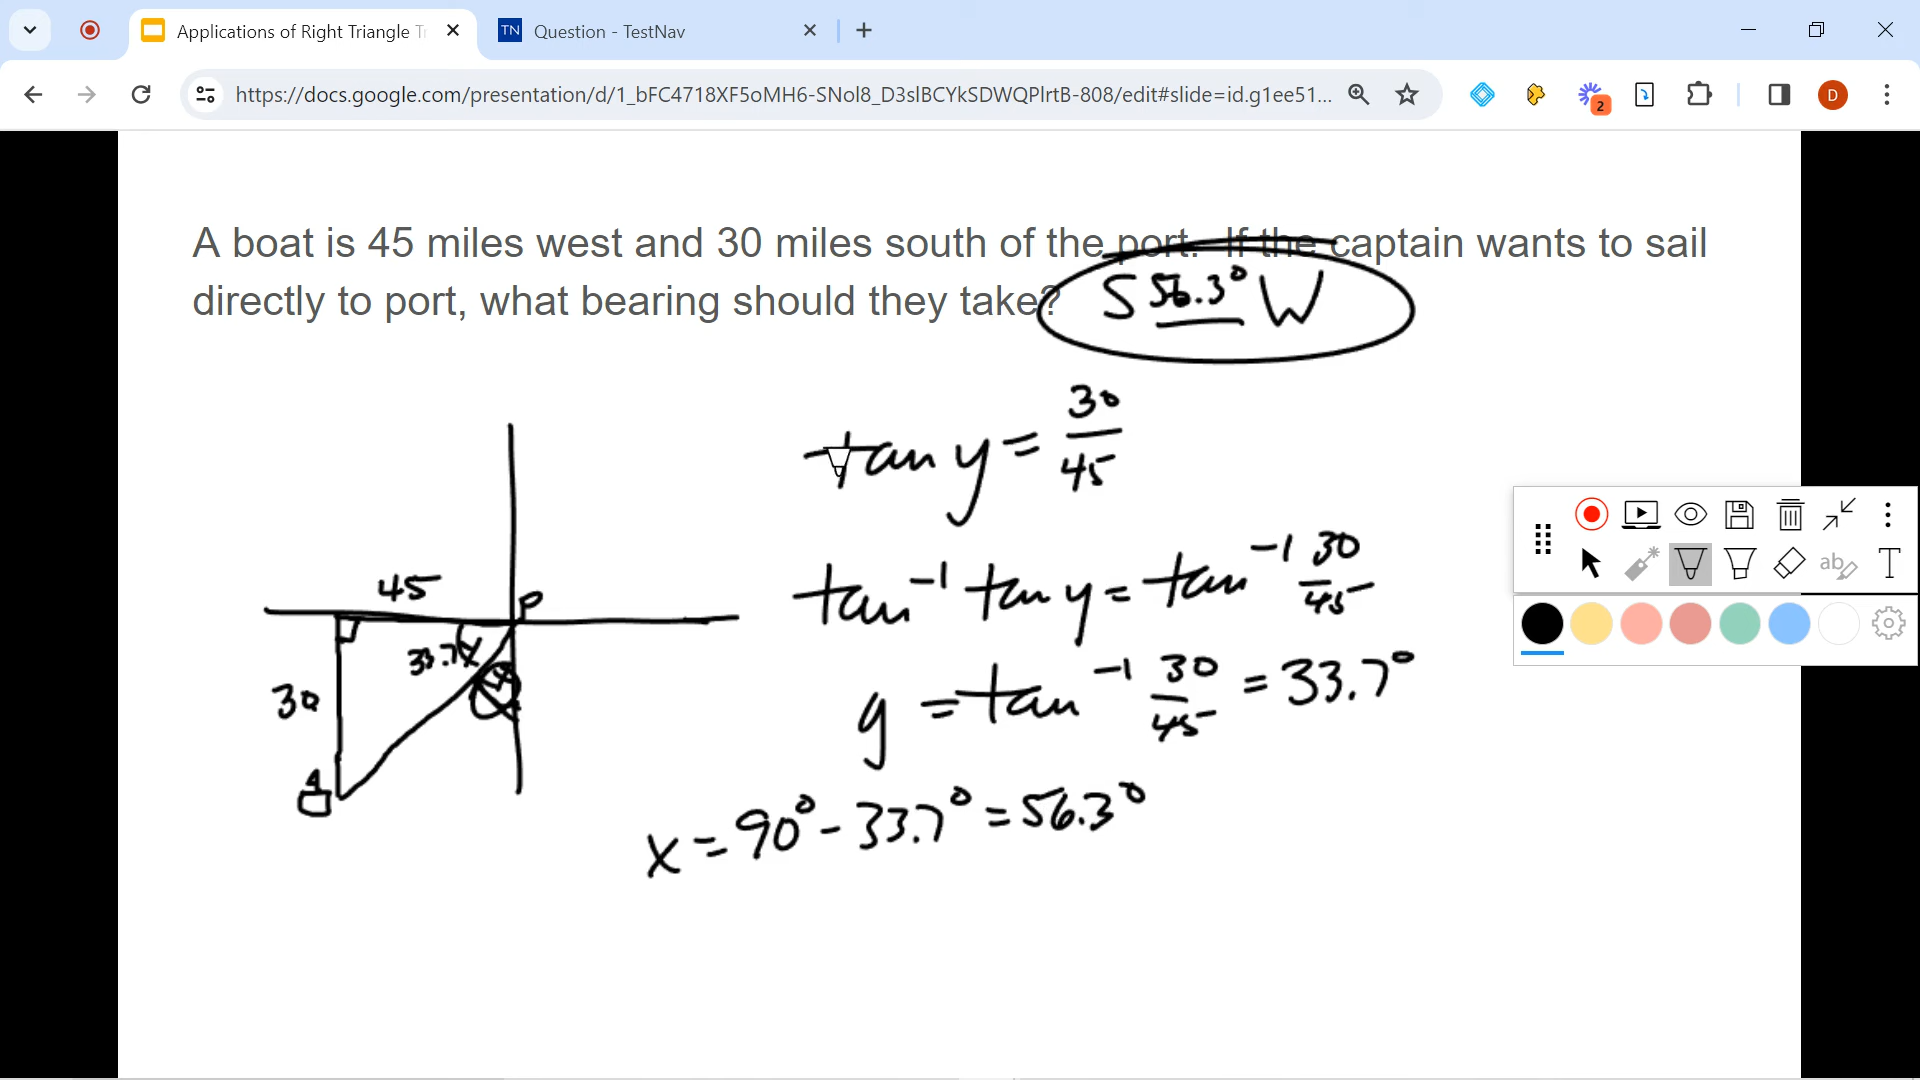 Applications of Right Triangle T
TN Question - TestNav
https://docs.google.com/presentation/d/1_bFC4718XF5oMH6-SNol8_D3slBCYkSDWQPlrtB-808/edit#slide=id.g1ee51...
2
D
A boat is 45 miles west and 30 miles south of the port. If the captain wants to sail
directly to port, what bearing should they take?
S 56.3° W
tan y = 30/45
tan⁻¹ tan y = tan⁻¹ 30/45
y = tan⁻¹ 30/45 = 33.7°
x = 90° - 33.7° = 56.3°
45
P
33.7
30
ab
T